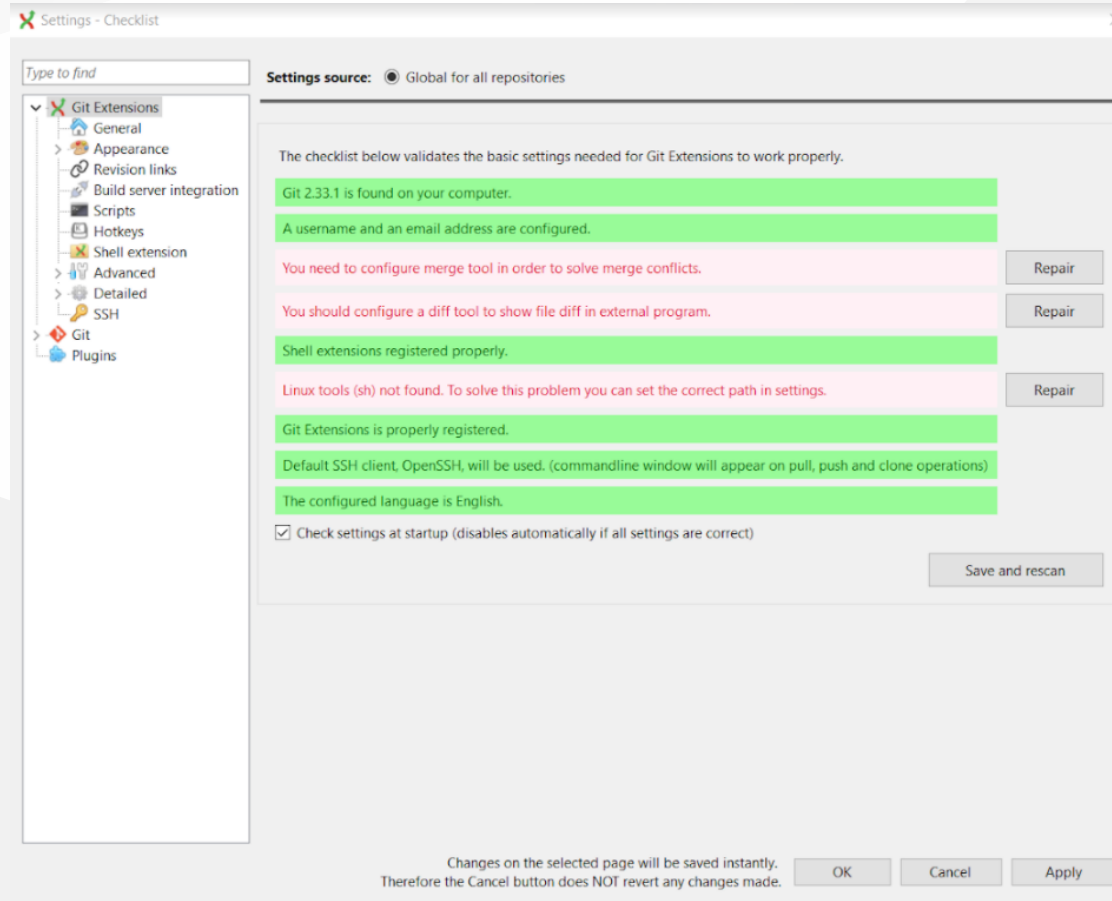 Settings - Checklist
Type to find
Settings source: Global for all repositories
Git Extensions
General
Appearance
Revision links
Build server integration
Scripts
Hotkeys
Shell extension
Advanced
Detailed
SSH
Git
Plugins
The checklist below validates the basic settings needed for Git Extensions to work properly.
Git 2.33.1 is found on your computer.
A username and an email address are configured.
You need to configure merge tool in order to solve merge conflicts.
Repair
You should configure a diff tool to show file diff in external program.
Repair
Shell extensions registered properly.
Linux tools (sh) not found. To solve this problem you can set the correct path in settings.
Repair
Git Extensions is properly registered.
Default SSH client, OpenSSH, will be used. (commandline window will appear on pull, push and clone operations)
The configured language is English.
Check settings at startup (disables automatically if all settings are correct)
Save and rescan
Changes on the selected page will be saved instantly.
Therefore the Cancel button does NOT revert any changes made.
OK
Cancel
Apply